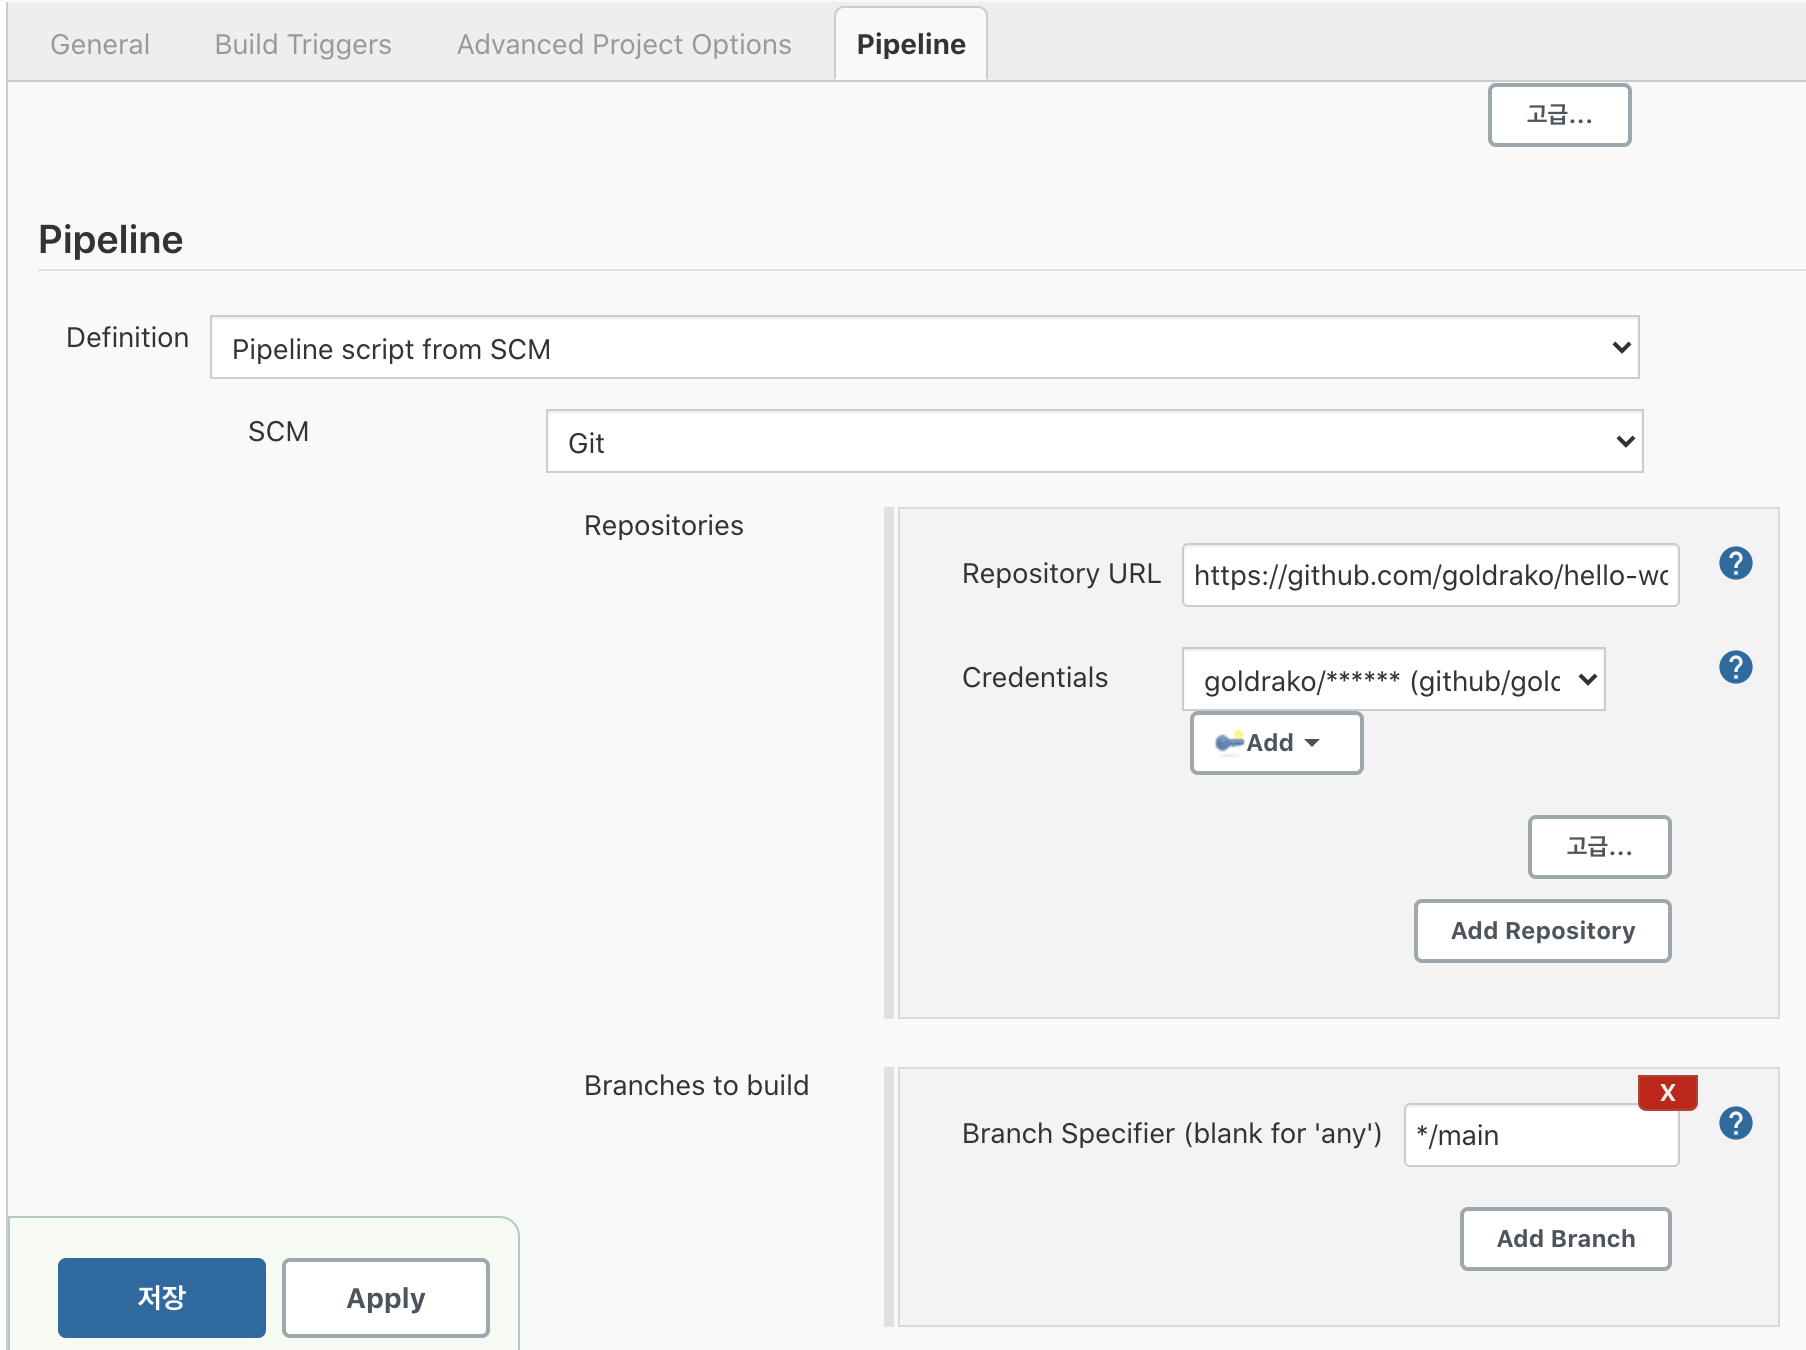 General Build Triggers Advanced Project Options Pipeline
고급...
Pipeline
Definition Pipeline script from SCM
SCM Git
Repositories
Repository URL https://github.com/goldrako/hello-wo
?
Credentials goldrako/****** (github/gold
?
Add
고급...
Add Repository
Branches to build
X
Branch Specifier (blank for 'any') */main
?
Add Branch
저장 Apply